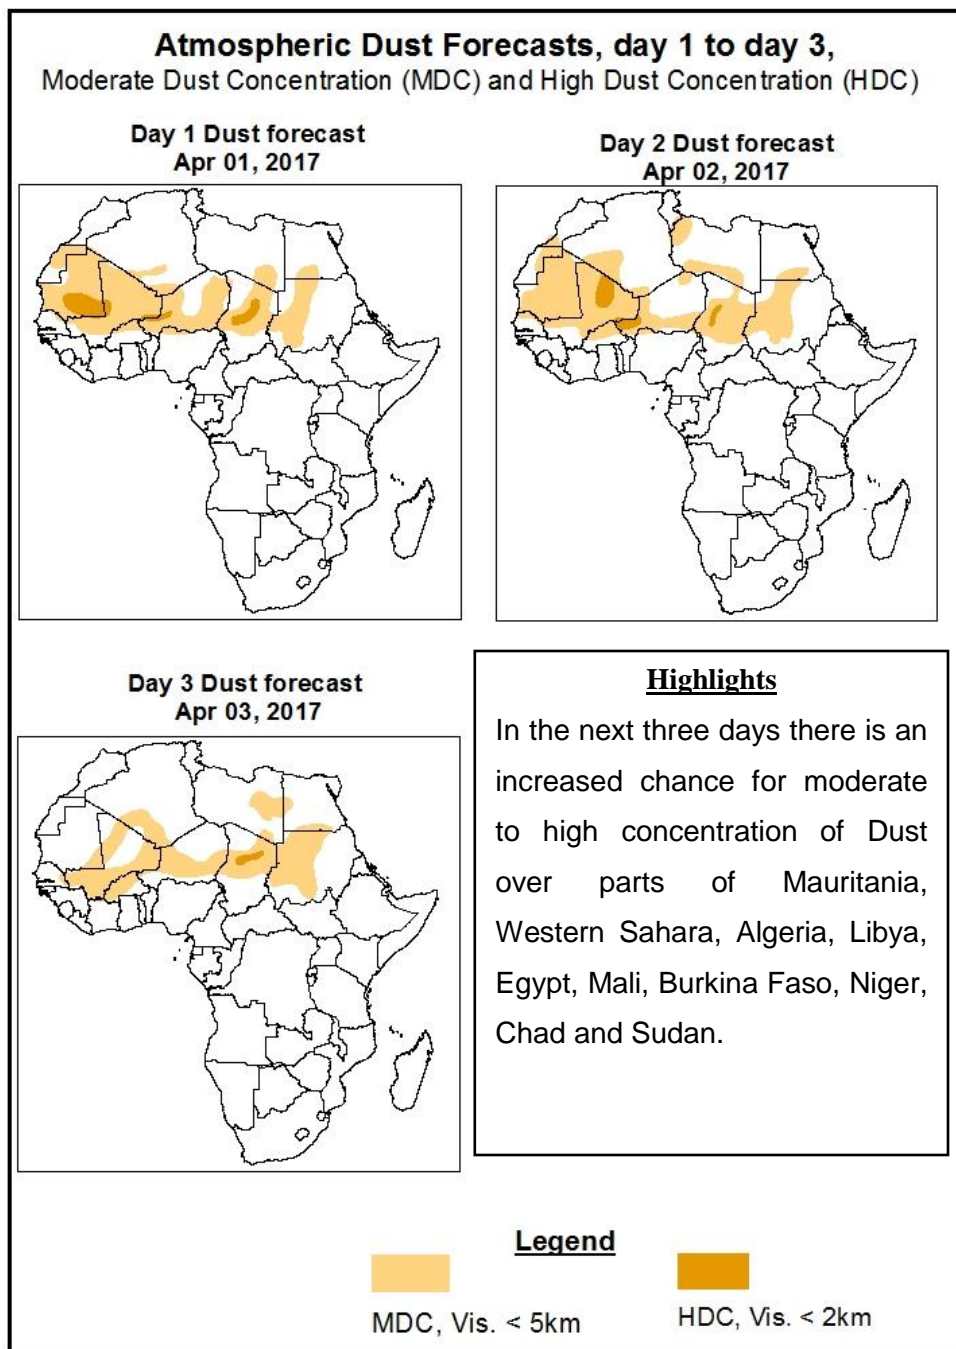 Atmospheric Dust Forecasts, day 1 to day 3,
Moderate Dust Concentration (MDC) and High Dust Concentration (HDC)
Day 1 Dust forecast
Apr 01, 2017
Day 2 Dust forecast
Apr 02, 2017
Day 3 Dust forecast
Apr 03, 2017
Highlights
In the next three days there is an
increased chance for moderate
to high concentration of Dust
over parts of Mauritania,
Western Sahara, Algeria, Libya,
Egypt, Mali, Burkina Faso, Niger,
Chad and Sudan.
Legend
MDC, Vis. < 5km
HDC, Vis. < 2km